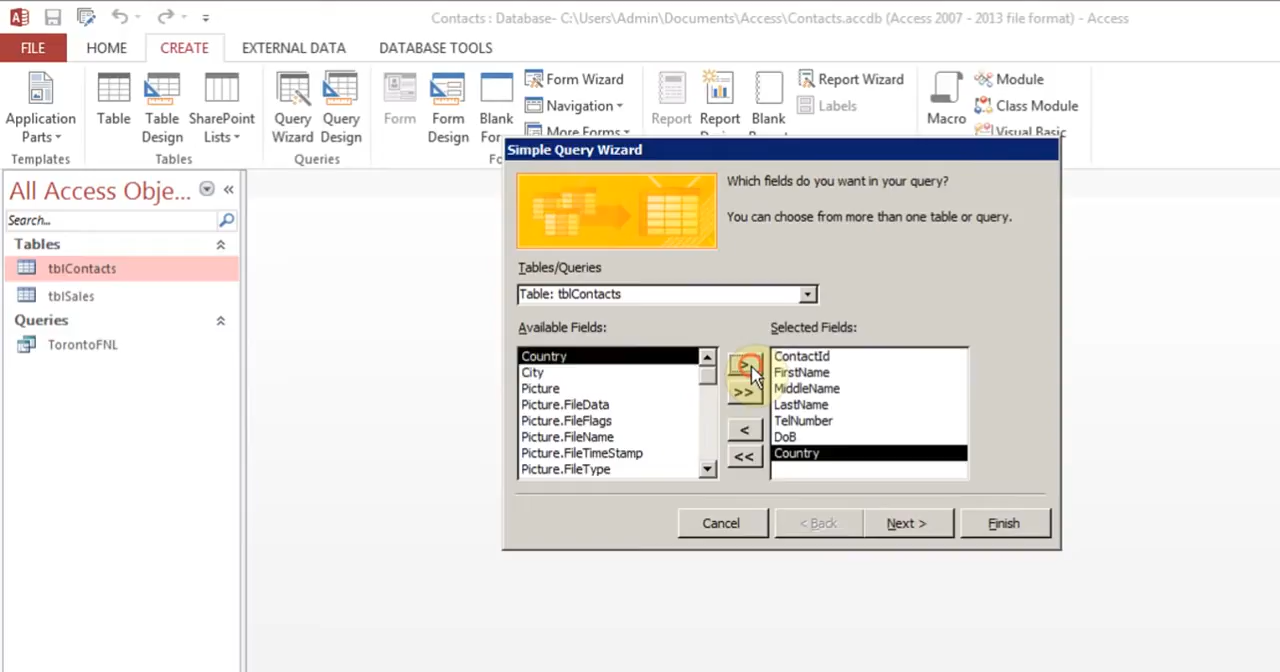 Contacts : Database- C:\Users\Admin\Documents\Access\Contacts.accdb (Access 2007 - 2013 file format) - Access
FILE HOME CREATE EXTERNAL DATA DATABASE TOOLS
Application Parts
Table
Table Design
SharePoint Lists
Query Wizard
Query Design
Form
Form Design
Blank
Form Wizard
Navigation
More Forms
Report
Report
Blank
Report Wizard
Labels
Macro
Module
Class Module
Visual Basic
Templates Tables Queries
Simple Query Wizard
All Access Obje...
Search...
Tables
tblContacts
tblSales
Queries
TorontoFNL
Which fields do you want in your query?
You can choose from more than one table or query.
Tables/Queries
Table: tblContacts
Available Fields:
Country
City
Picture
Picture.FileData
Picture.FileFlags
Picture.FileName
Picture.FileTimeStamp
Picture.FileType
>
>>
<
<<
Selected Fields:
ContactId
FirstName
MiddleName
LastName
TelNumber
DoB
Country
Cancel < Back Next > Finish